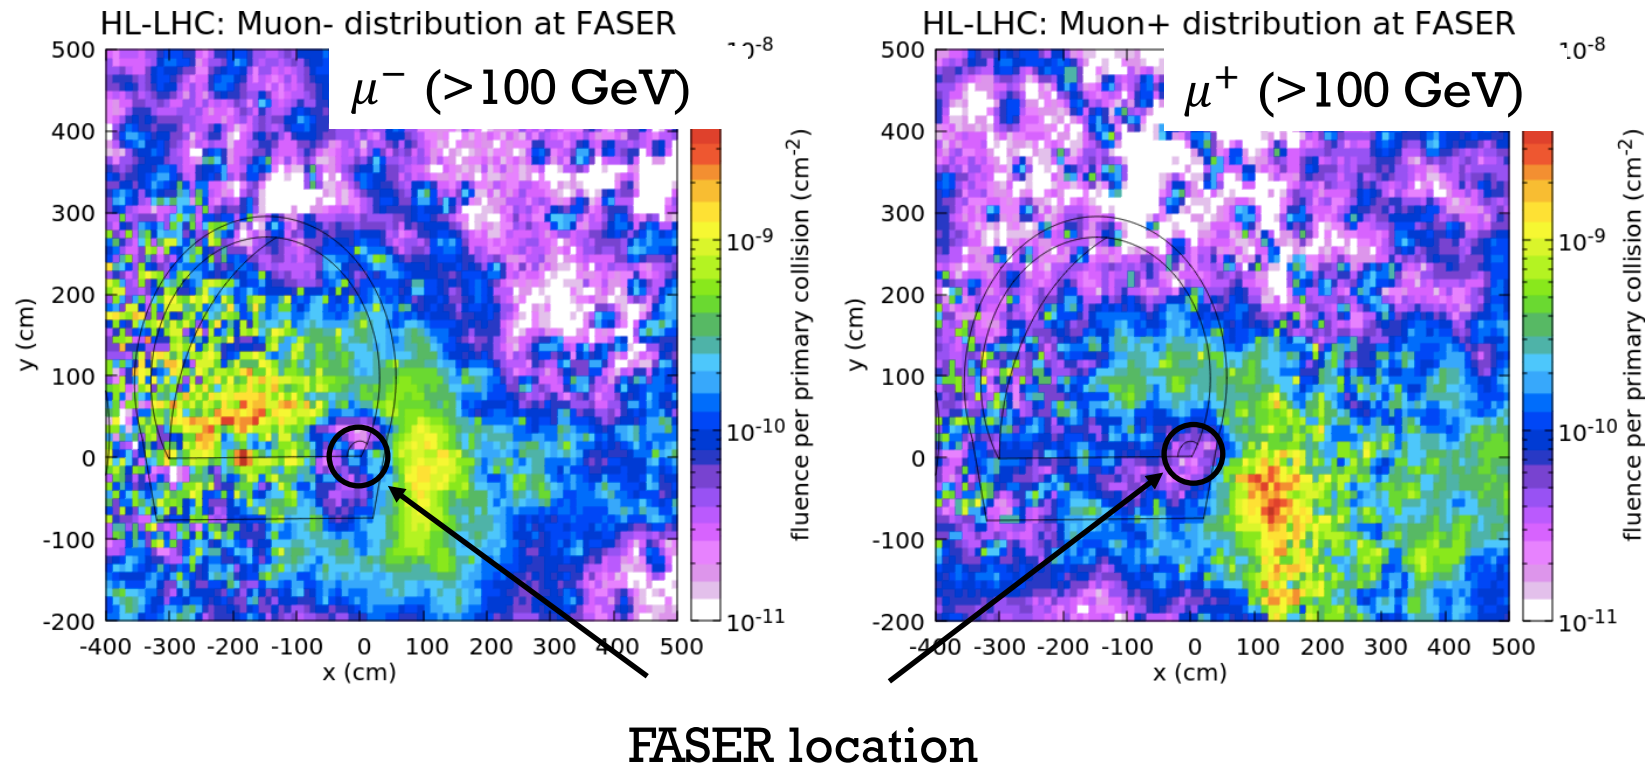 HL-LHC: Muon- distribution at FASER
μ⁻ (>100 GeV)
500
400
300
200
100
0
-100
-200
y (cm)
-400 -300 -200 -100 0 100 200 300 400 500
x (cm)
10⁻⁹
10⁻¹⁰
10⁻¹¹
fluence per primary collision (cm⁻²)
HL-LHC: Muon+ distribution at FASER
μ⁺ (>100 GeV)
500
400
300
200
100
0
-100
-200
y (cm)
-400 -300 -200 -100 0 100 200 300 400 500
x (cm)
10⁻⁸
10⁻⁹
10⁻¹⁰
10⁻¹¹
fluence per primary collision (cm⁻²)
FASER location